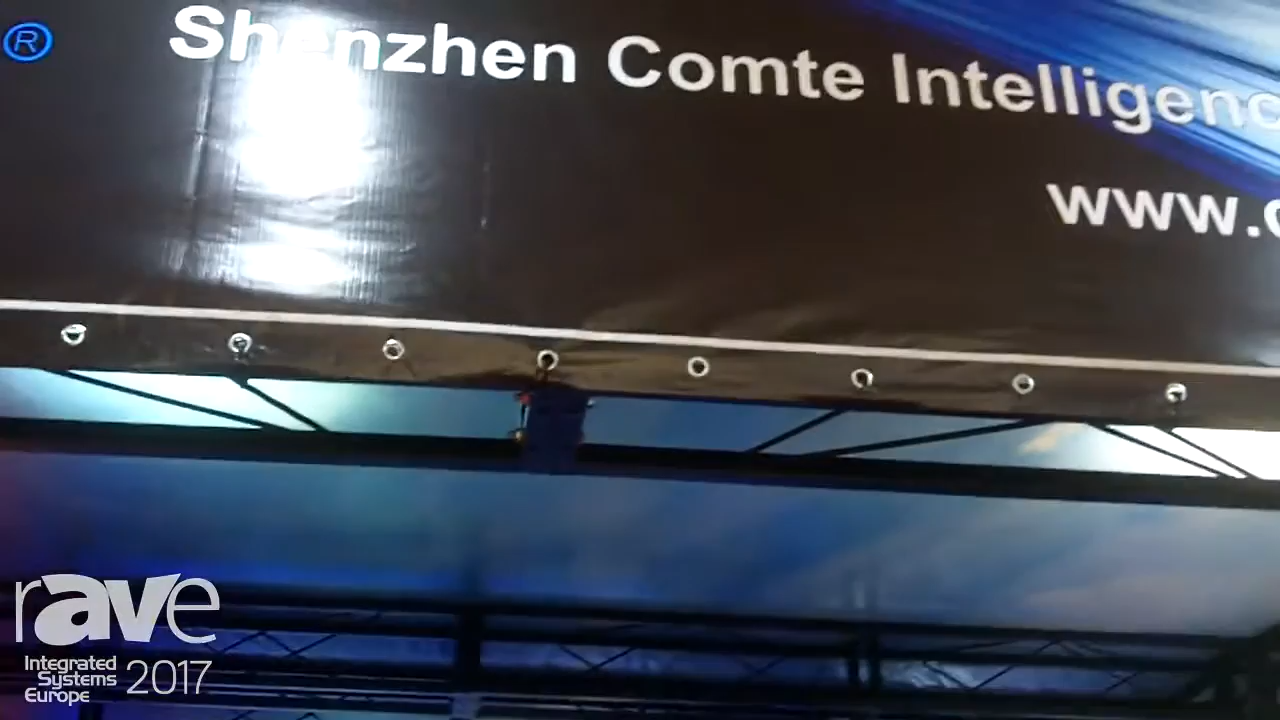 ® Shenzhen Comte Intelligenc
www.
rAVe
Integrated
Systems
Europe 2017